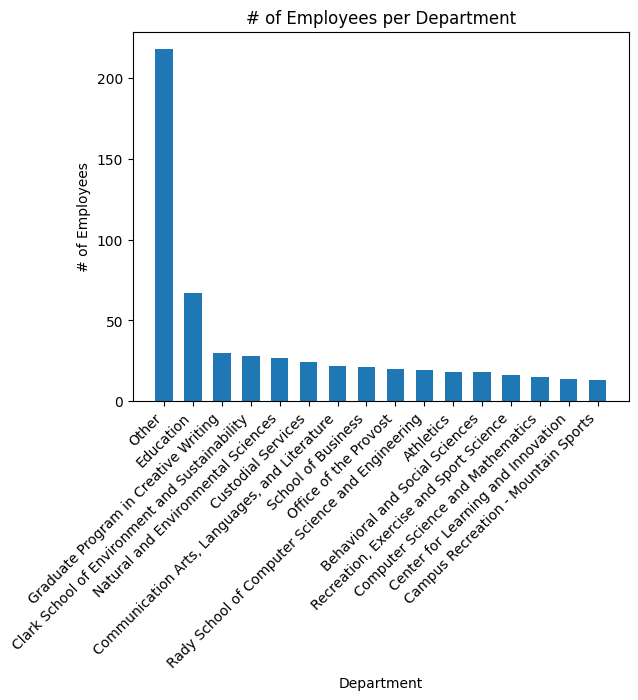 # of Employees per Department
# of Employees
200
150
100
50
0
Other
Education
Graduate Program in Creative Writing
Clark School of Environment and Sustainability
Natural and Environmental Sciences
Custodial Services
Communication Arts, Languages, and Literature
School of Business
Office of the Provost
Rady School of Computer Science and Engineering
Athletics
Behavioral and Social Sciences
Recreation, Exercise and Sport Science
Computer Science and Mathematics
Center for Learning and Innovation
Campus Recreation - Mountain Sports
Department